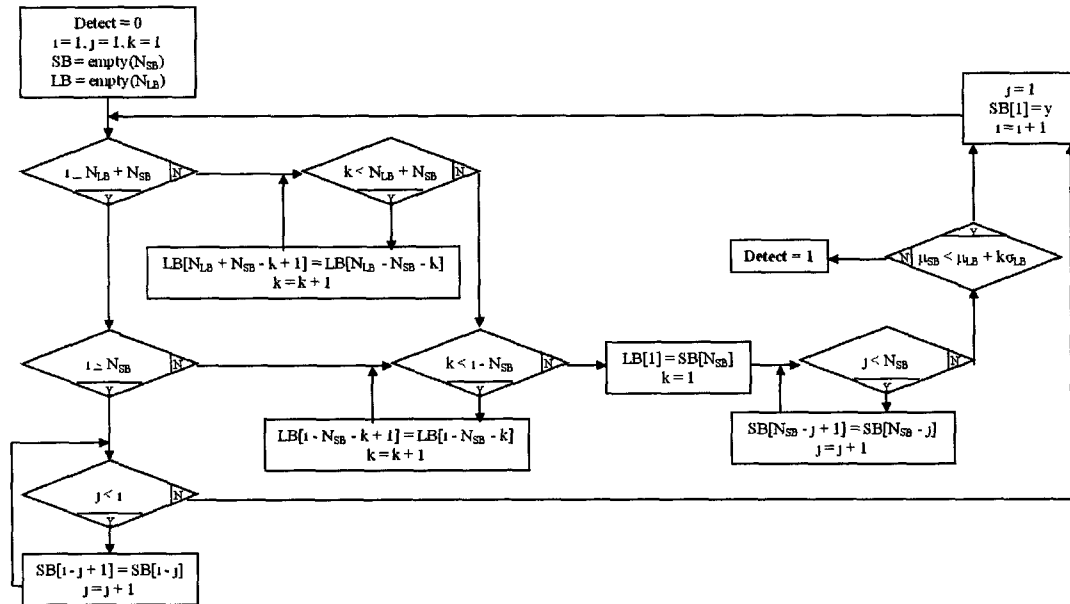 Detect = 0
i = 1, j = 1, k = 1
SB = empty(N_SB)
LB = empty(N_LB)
j = 1
SB[1] = y
i = i + 1
N_LB + N_SB
N
Y
k < N_LB + N_SB
N
Y
LB[N_LB + N_SB - k + 1] = LB[N_LB - N_SB - k]
k = k + 1
Detect = 1
N
Y
μ_SB < μ_LB + kσ_LB
N_SB
N
Y
k < i - N_SB
N
Y
LB[1] = SB[N_SB]
k = 1
j < N_SB
N
Y
LB[i - N_SB - k + 1] = LB[i - N_SB - k]
k = k + 1
SB[N_SB - j + 1] = SB[N_SB - j]
j = j + 1
j < i
N
Y
SB[i - j + 1] = SB[i - j]
j = j + 1